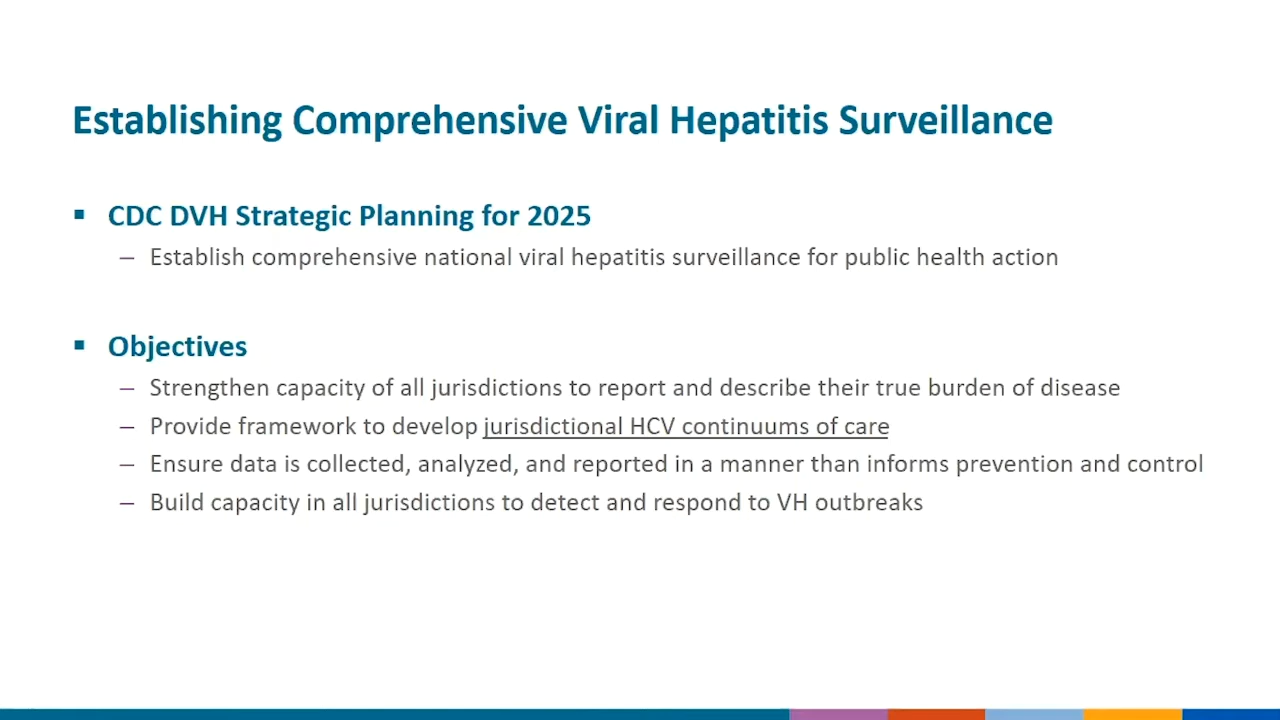 Establishing Comprehensive Viral Hepatitis Surveillance
▪ CDC DVH Strategic Planning for 2025
– Establish comprehensive national viral hepatitis surveillance for public health action
▪ Objectives
– Strengthen capacity of all jurisdictions to report and describe their true burden of disease
– Provide framework to develop jurisdictional HCV continuums of care
– Ensure data is collected, analyzed, and reported in a manner than informs prevention and control
– Build capacity in all jurisdictions to detect and respond to VH outbreaks